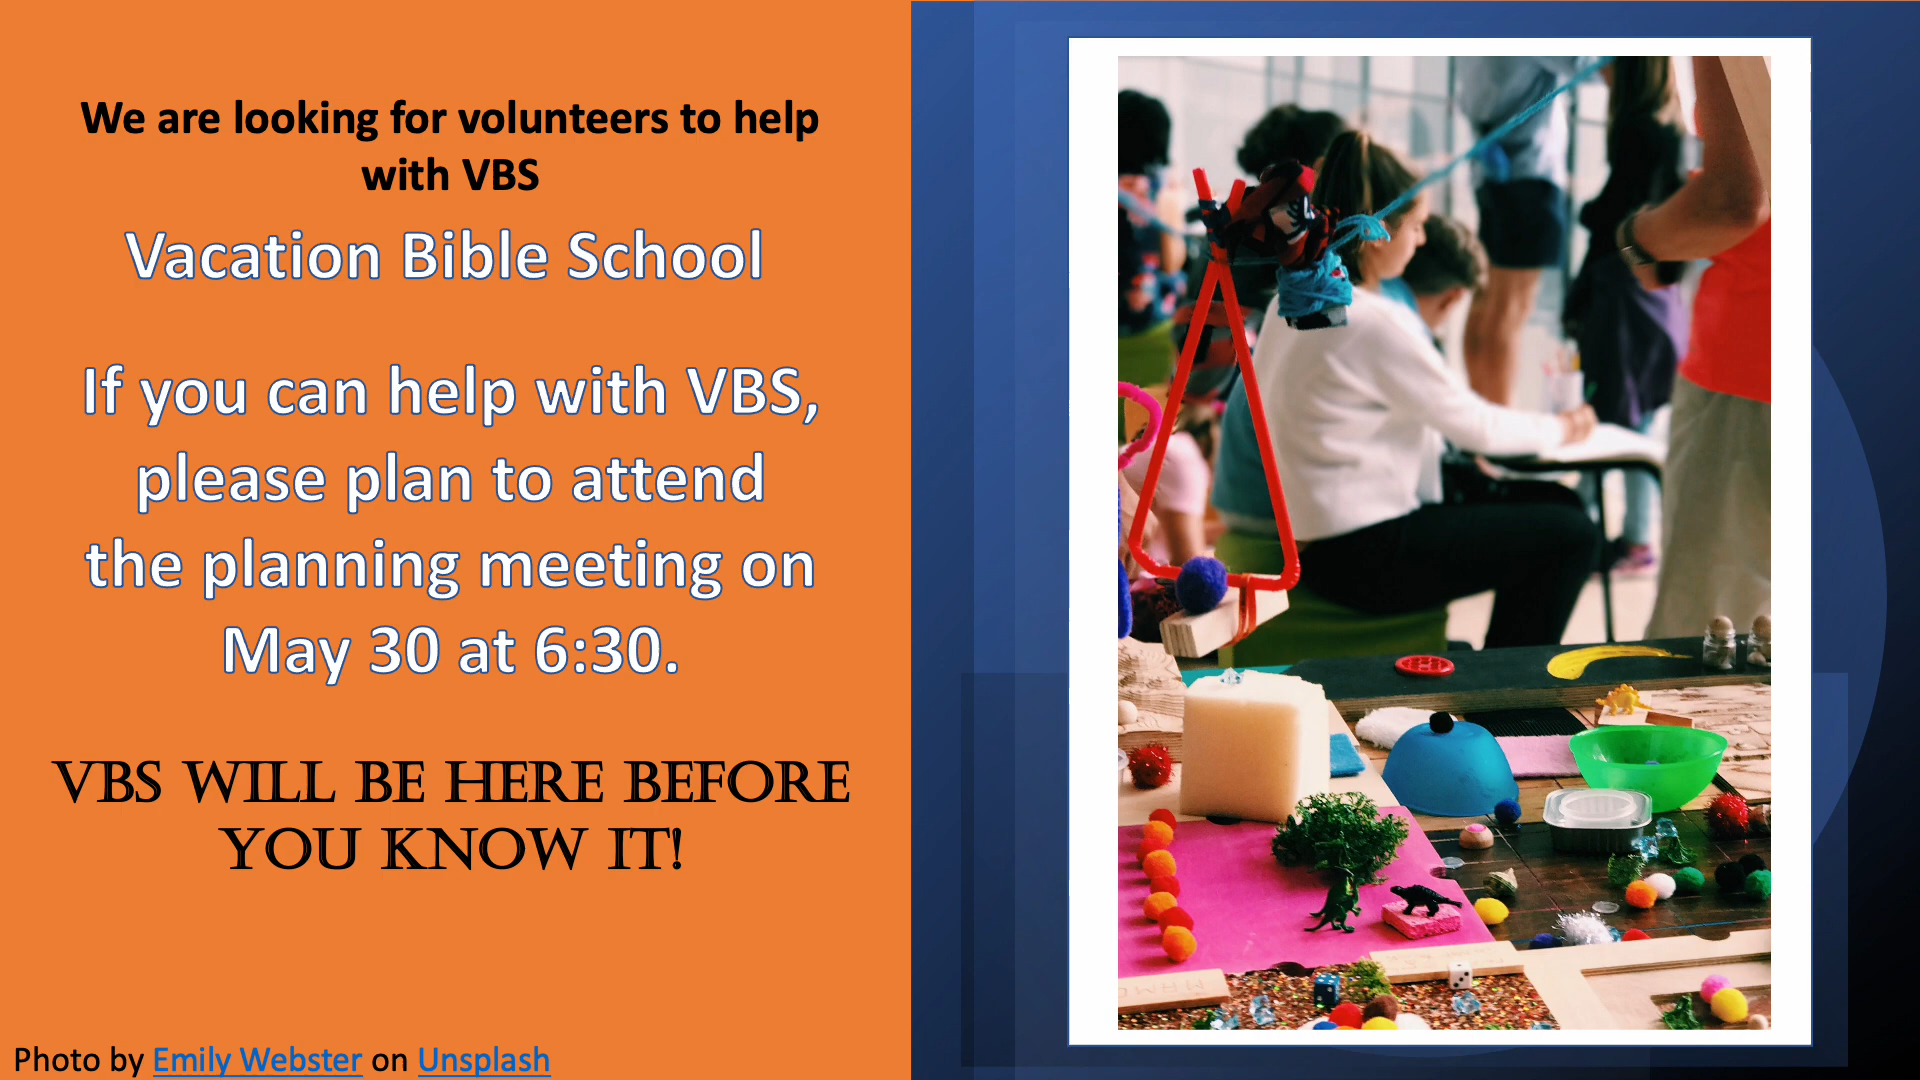 We are looking for volunteers to help
with VBS
Vacation Bible School
If you can help with VBS,
please plan to attend
the planning meeting on
May 30 at 6:30.
VBS WILL BE HERE BEFORE
YOU KNOW IT!
Photo by Emily Webster on Unsplash